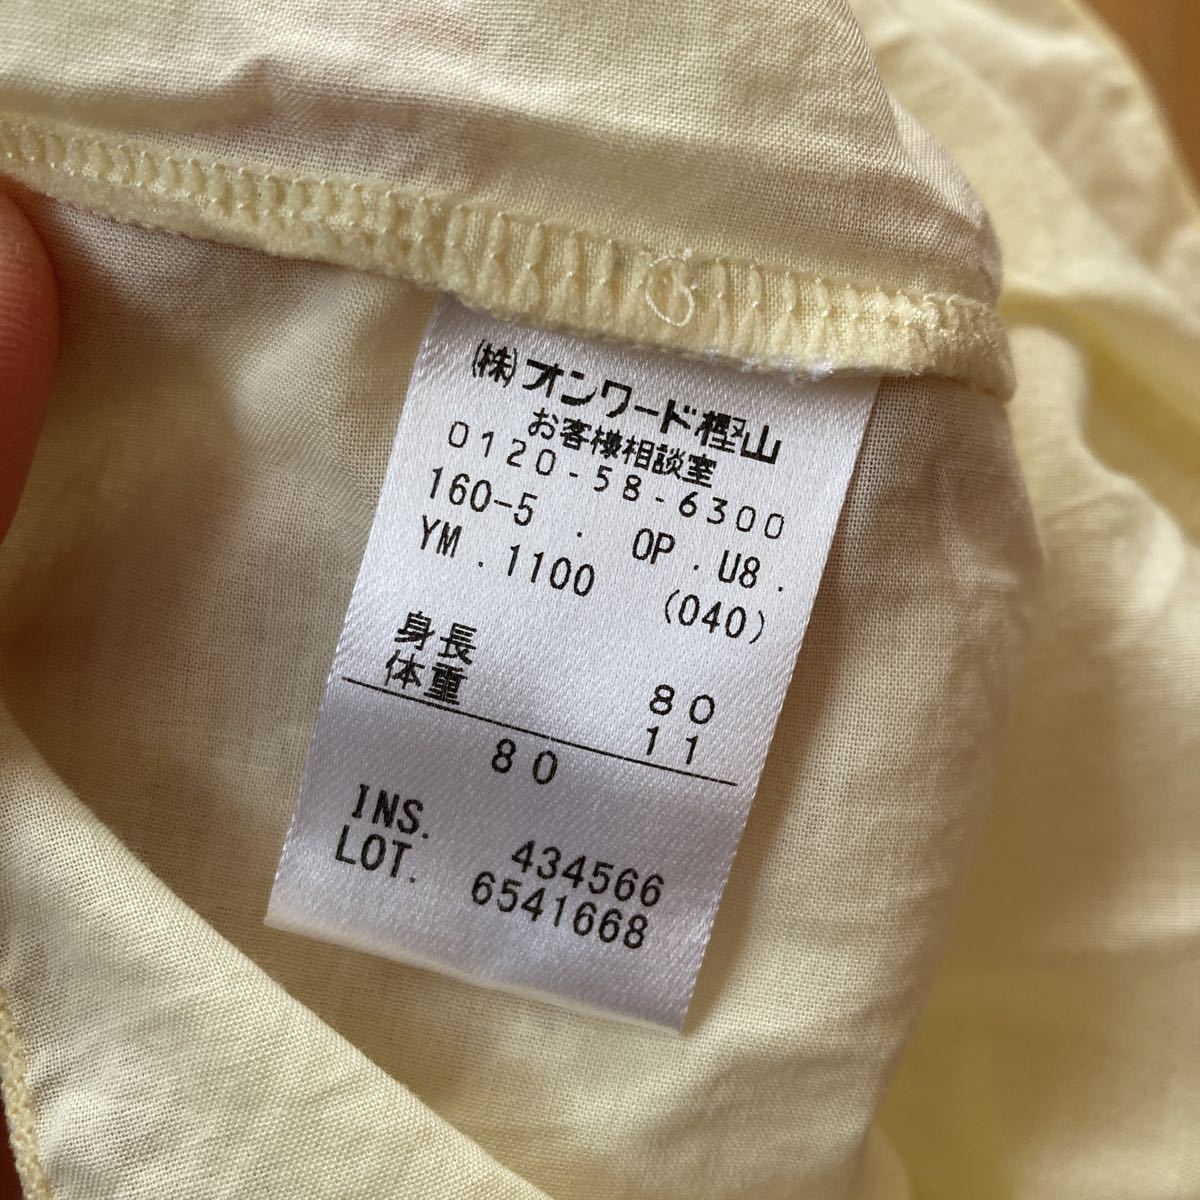 (株)オンワード樫山
お客様相談室
0120-58-6300
160-5 . OP . U8 .
YM . 1100 (040)
身長 80
体重 11
80
INS. 434566
LOT. 6541668